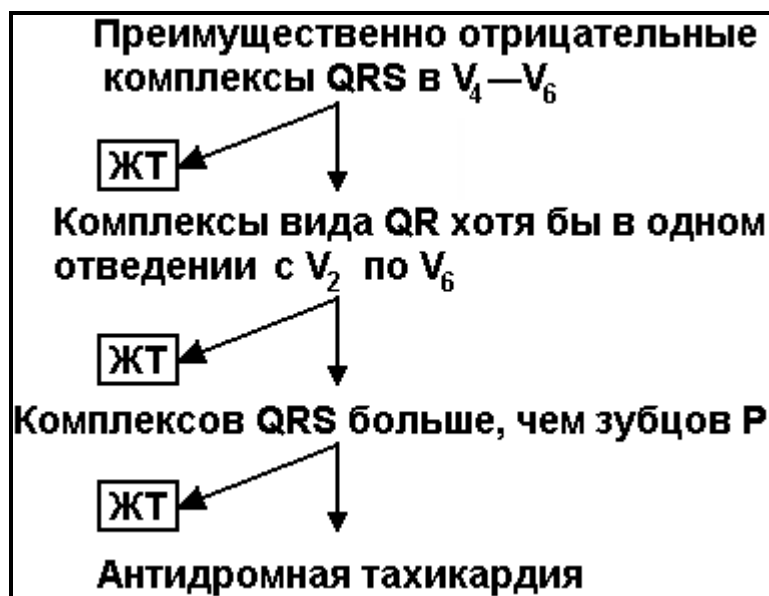 Преимущественно отрицательные
комплексы QRS в V₄—V₆
ЖТ
Комплексы вида QR хотя бы в одном
отведении с V₂ по V₆
ЖТ
Комплексов QRS больше, чем зубцов P
ЖТ
Антидромная тахикардия